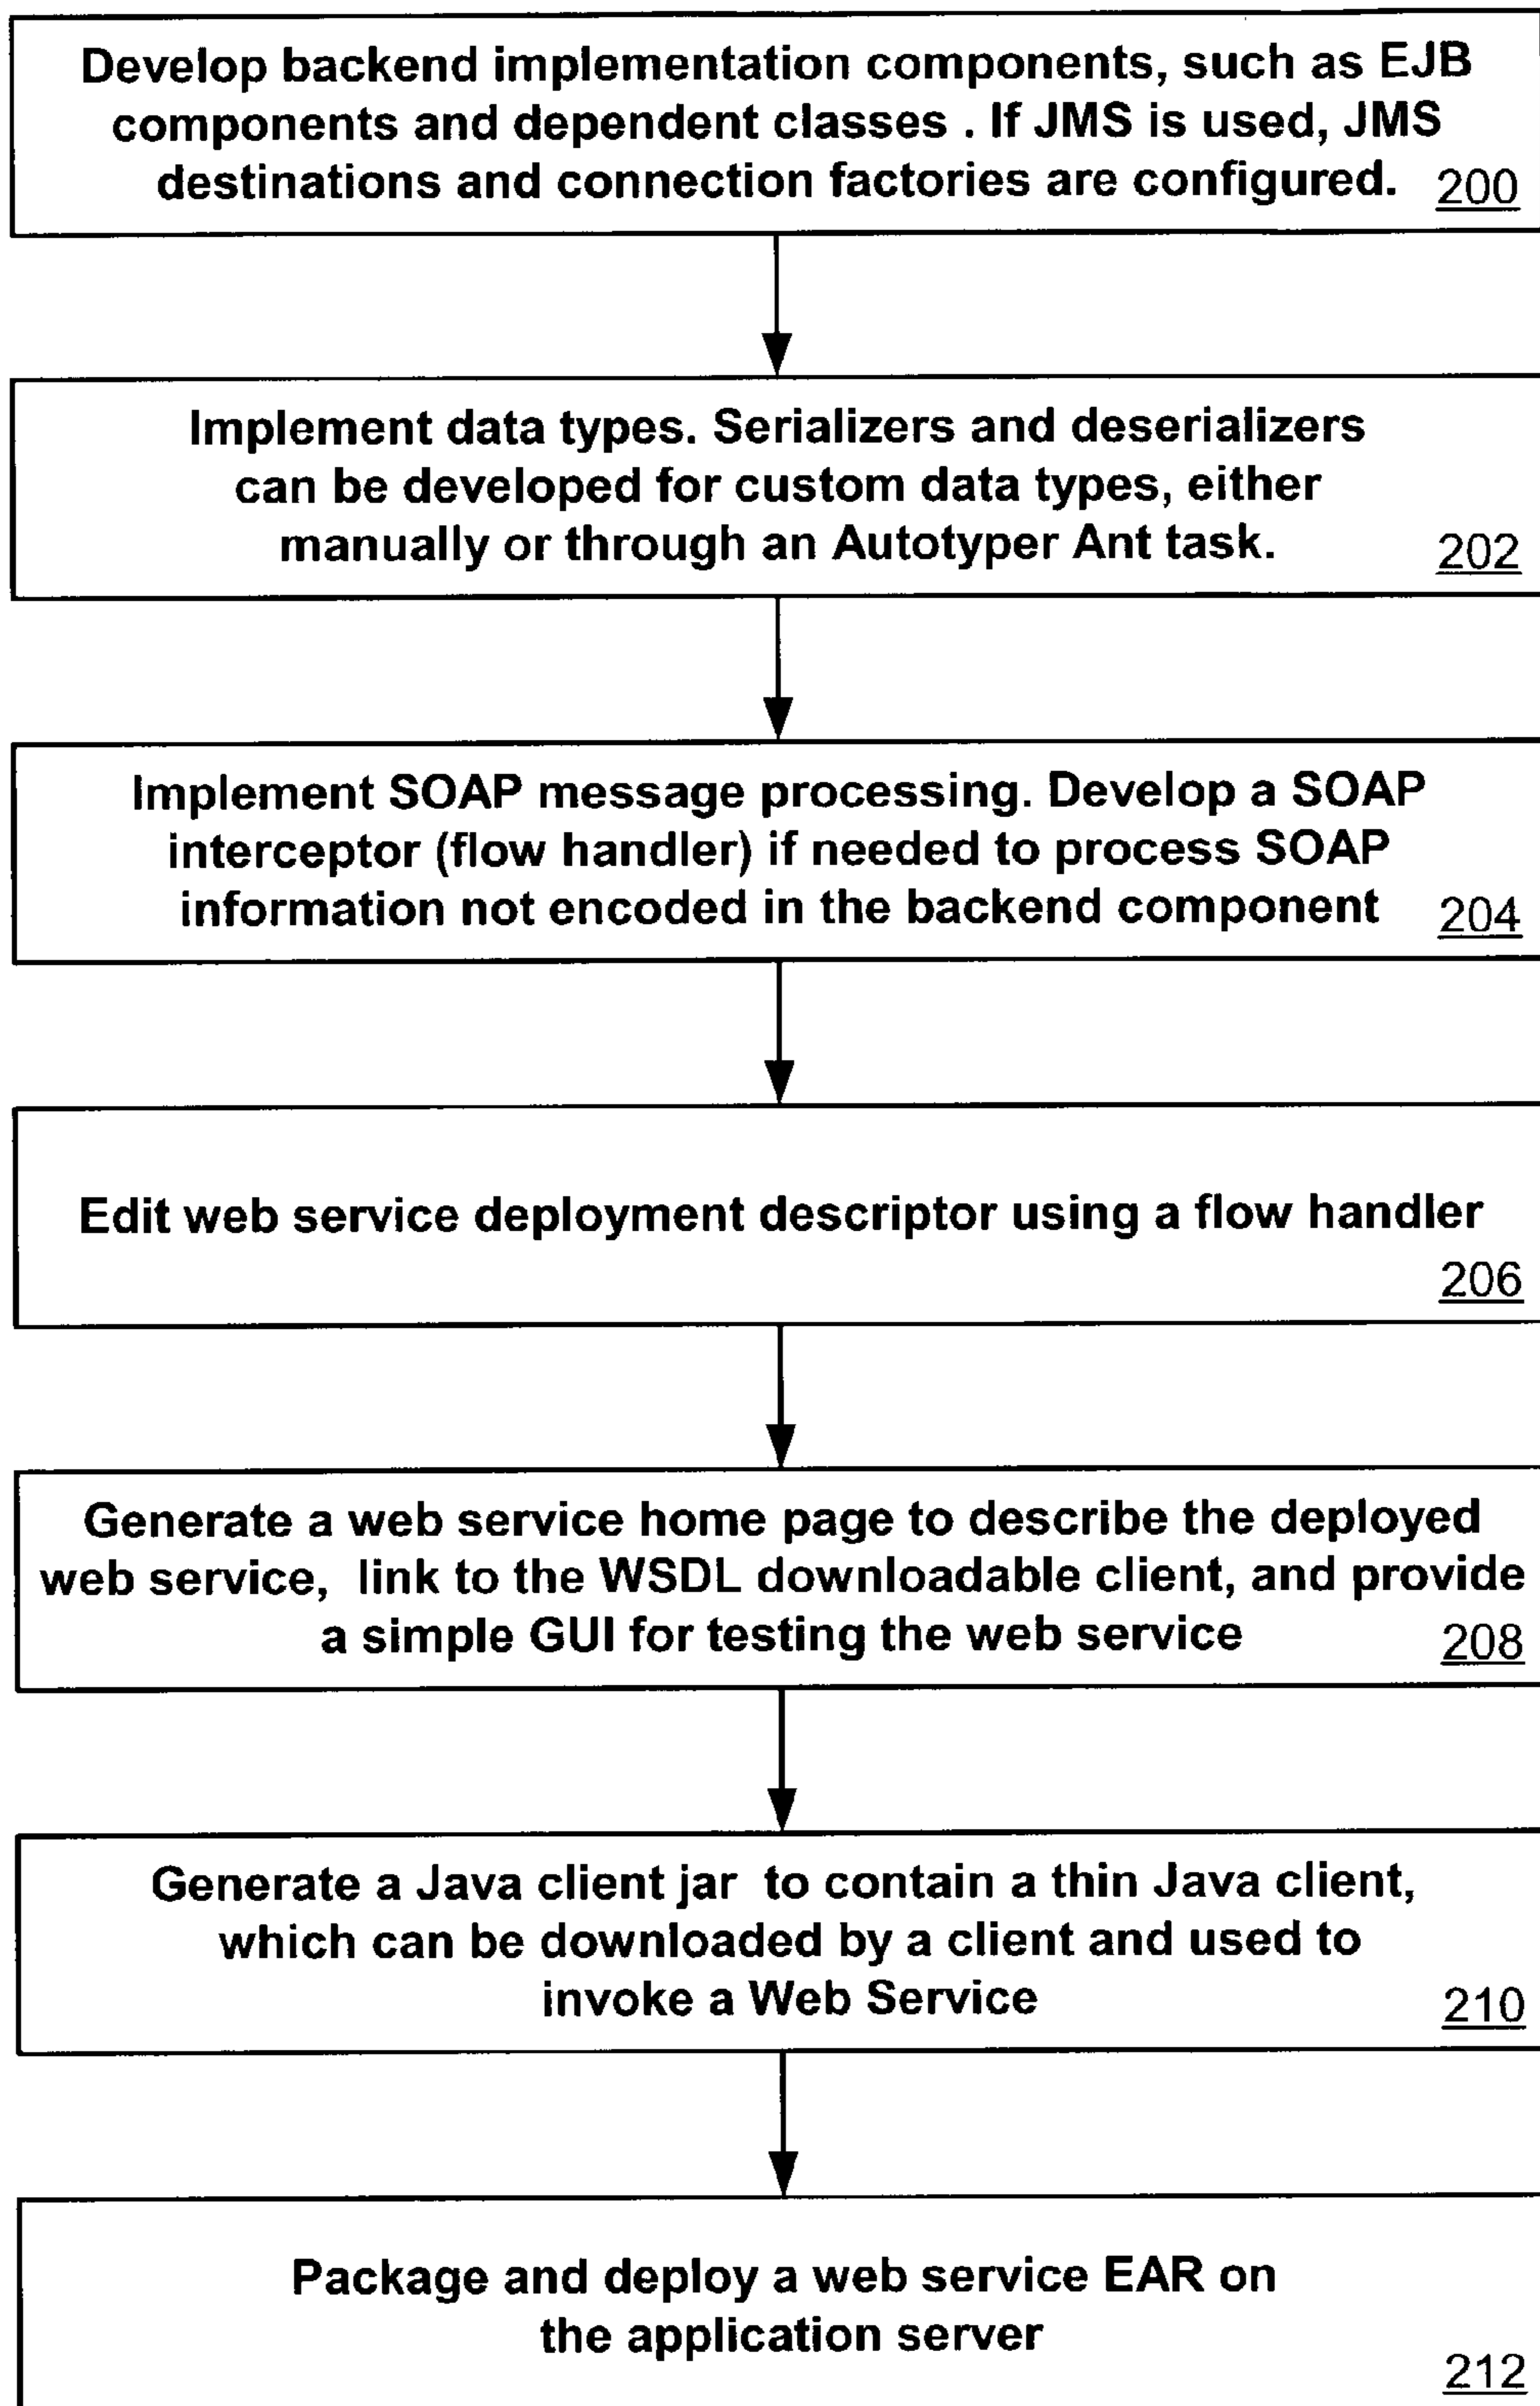 Develop backend implementation components, such as EJB
components and dependent classes . If JMS is used, JMS
destinations and connection factories are configured.
200
Implement data types. Serializers and deserializers
can be developed for custom data types, either
manually or through an Autotyper Ant task.
202
Implement SOAP message processing. Develop a SOAP
interceptor (flow handler) if needed to process SOAP
information not encoded in the backend component
204
Edit web service deployment descriptor using a flow handler
206
Generate a web service home page to describe the deployed
web service, link to the WSDL downloadable client, and provide
a simple GUI for testing the web service
208
Generate a Java client jar to contain a thin Java client,
which can be downloaded by a client and used to
invoke a Web Service
210
Package and deploy a web service EAR on
the application server
212